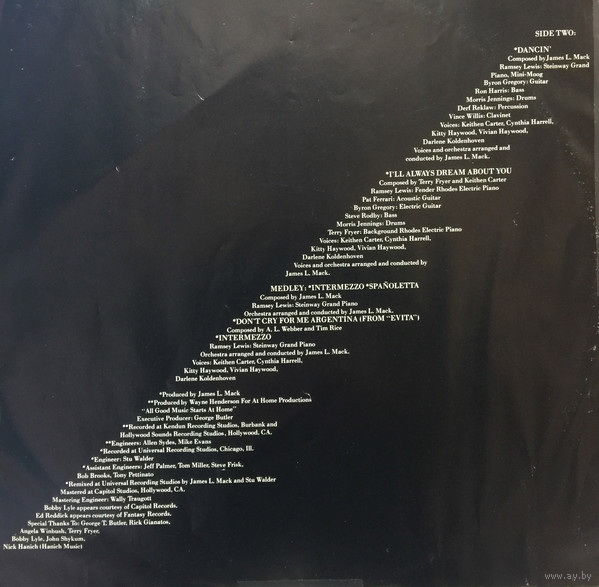 SIDE TWO:
*DANCIN'
Composed by James L. Mack
Ramsey Lewis: Steinway Grand
Piano, Mini-Moog
Byron Gregory: Guitar
Ron Harris: Bass
Morris Jennings: Drums
Derf Reklaw: Percussion
Vince Willis: Clavinet
Voices: Keithen Carter, Cynthia Harrell,
Kitty Haywood, Vivian Haywood,
Darlene Koldenhoven
Voices and orchestra arranged and
conducted by James L. Mack.
*I'LL ALWAYS DREAM ABOUT YOU
Composed by Terry Fryer and Keithen Carter
Ramsey Lewis: Fender Rhodes Electric Piano
Pat Ferrari: Acoustic Guitar
Byron Gregory: Electric Guitar
Steve Rodby: Bass
Morris Jennings: Drums
Terry Fryer: Background Rhodes Electric Piano
Voices: Keithen Carter, Cynthia Harrell,
Kitty Haywood, Vivian Haywood,
Darlene Koldenhoven
Voices and orchestra arranged and conducted by
James L. Mack.
MEDLEY: *INTERMEZZO *SPAÑOLETTA
Composed by James L. Mack
Ramsey Lewis: Steinway Grand Piano
Orchestra arranged and conducted by James L. Mack.
*DON'T CRY FOR ME ARGENTINA (FROM "EVITA")
Composed by A. L. Webber and Tim Rice
*INTERMEZZO
Ramsey Lewis: Steinway Grand Piano
Orchestra arranged and conducted by James L. Mack.
Voices: Keithen Carter, Cynthia Harrell,
Kitty Haywood, Vivian Haywood,
Darlene Koldenhoven
*Produced by James L. Mack
**Produced by Wayne Henderson For At Home Productions
"All Good Music Starts At Home"
Executive Producer: George Butler
**Recorded at Kendun Recording Studios, Burbank and
Hollywood Sounds Recording Studios, Hollywood, CA.
**Engineers: Allen Sydes, Mike Evans
*Recorded at Universal Recording Studios, Chicago, Ill.
*Engineer: Stu Walder
*Assistant Engineers: Jeff Palmer, Tom Miller, Steve Frisk,
Bob Brooks, Tony Pettinato
*Remixed at Universal Recording Studios by James L. Mack and Stu Walder
Mastered at Capitol Studios, Hollywood, CA.
Mastering Engineer: Wally Traugott
Bobby Lyle appears courtesy of Capitol Records.
Ed Reddick appears courtesy of Fantasy Records.
Special Thanks To: George T. Butler, Rick Gianatos,
Angela Winbush, Terry Fryer,
Bobby Lyle, John Shykum,
Nick Hanich (Hanich Music)
www.ay.by